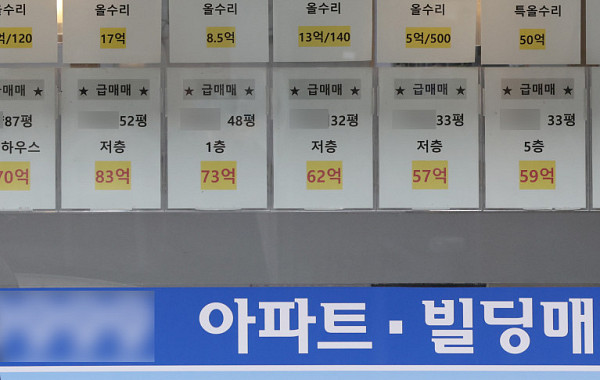 올수리 올수리 올수리 올수리 특올수리
억/120 17억 8.5억 13억/140 5억/500 50억
급매매 ★ ★ 급매매 ★ ★ 급매매 ★ ★ 급매매 ★ ★ 급매매 ★ ★ 급매매 ★
87평 52평 48평 32평 33평 33평
하우스 저층 1층 저층 저층 5층
70억 83억 73억 62억 57억 59억
아파트·빌딩매